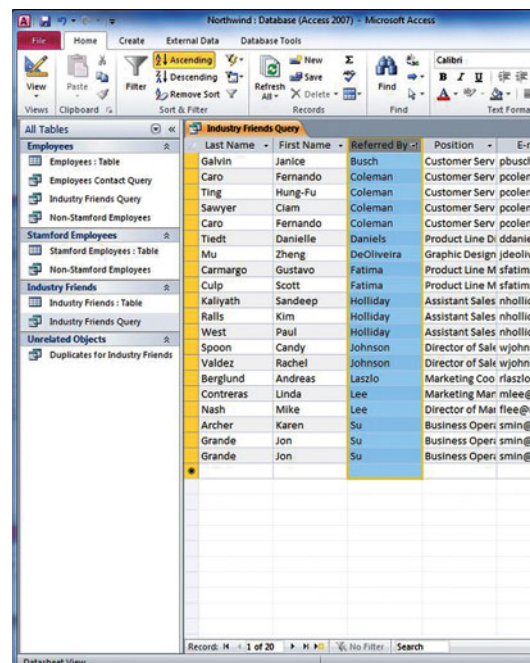 Northwind : Database (Access 2007) - Microsoft Access
File Home Create External Data Database Tools
View
Paste
Filter
Ascending
Descending
Remove Sort
Refresh All
New
Save
Delete
Find
Calibri
B I U
A
Views Clipboard Sort & Filter Records Find Text Forma
All Tables
Employees
Employees : Table
Employees Contact Query
Industry Friends Query
Non-Stamford Employees
Stamford Employees
Stamford Employees : Table
Non-Stamford Employees
Industry Friends
Industry Friends : Table
Industry Friends Query
Unrelated Objects
Duplicates for Industry Friends
Industry Friends Query
Last Name First Name Referred By Position E-r
Galvin Janice Busch Customer Serv pbusch
Caro Fernando Coleman Customer Serv pcolen
Ting Hung-Fu Coleman Customer Serv pcolen
Sawyer Clam Coleman Customer Serv pcolen
Caro Fernando Coleman Customer Serv pcolen
Tiedt Danielle Daniels Product Line Di ddanie
Mu Zheng DeOliveira Graphic Design jdeoliv
Carmargo Gustavo Fatima Product Line M sfatim
Culp Scott Fatima Product Line M sfatim
Kaliyath Sandeep Holliday Assistant Sales nhollic
Ralls Kim Holliday Assistant Sales nhollic
West Paul Holliday Assistant Sales nhollic
Spoon Candy Johnson Director of Sale wjohn
Valdez Rachel Johnson Director of Sale wjohn
Berglund Andreas Laszlo Marketing Coo rlaszlo
Contreras Linda Lee Marketing Mar mlee@
Nash Mike Lee Director of Mar flee@
Archer Karen Su Business Opera smin@
Grande Jon Su Business Opera smin@
Grande Jon Su Business Opera smin@
Record: 1 of 20 No Filter Search
Datasheet View